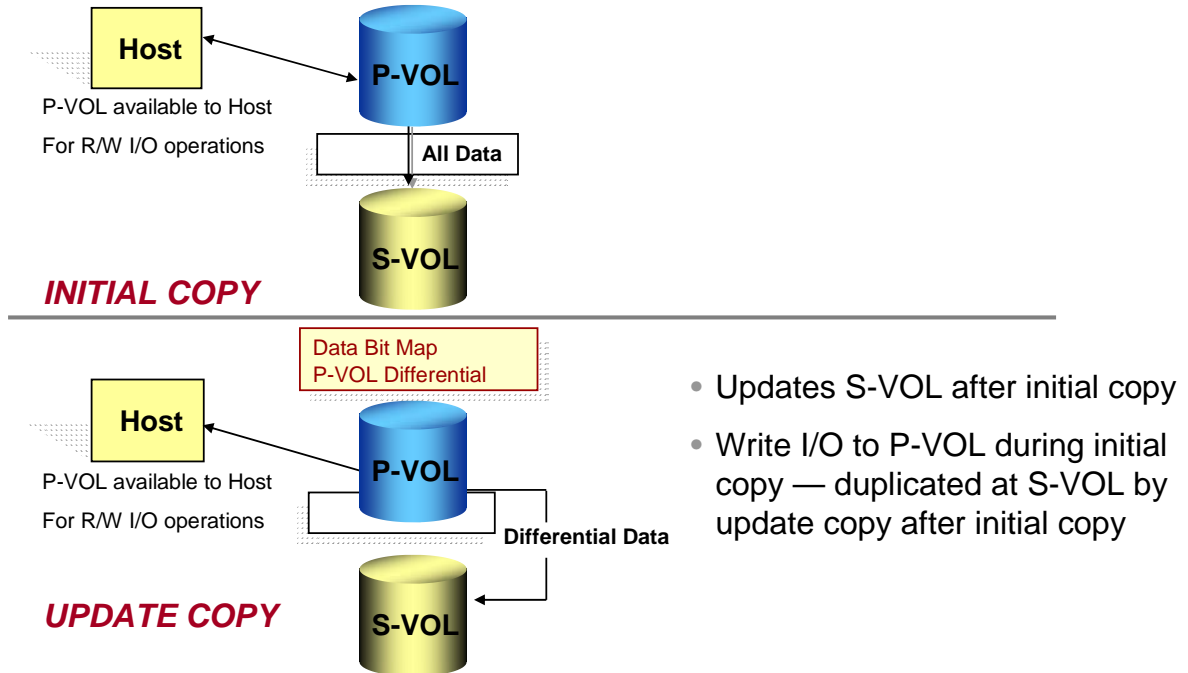 Host
P-VOL
P-VOL available to Host
For R/W I/O operations
All Data
S-VOL
INITIAL COPY
Data Bit Map
P-VOL Differential
Host
P-VOL
P-VOL available to Host
For R/W I/O operations
Differential Data
S-VOL
UPDATE COPY
• Updates S-VOL after initial copy
• Write I/O to P-VOL during initial
copy — duplicated at S-VOL by
update copy after initial copy